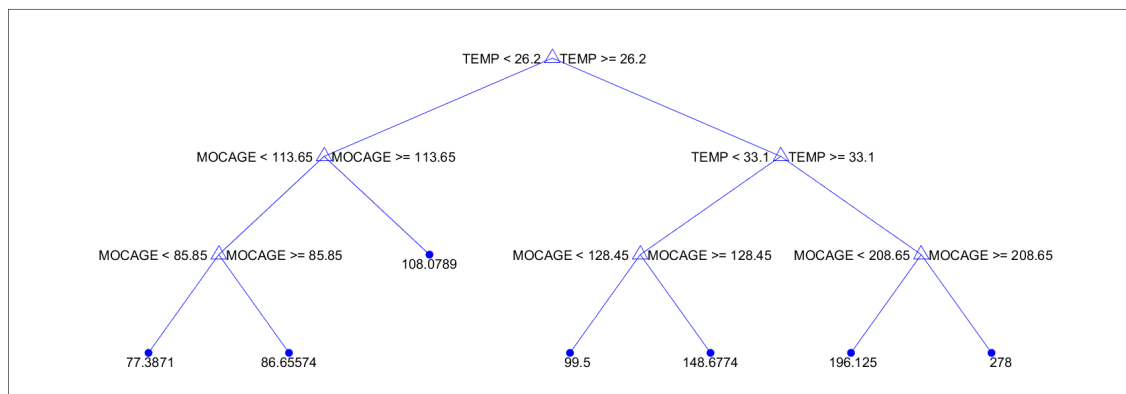 TEMP < 26.2 TEMP >= 26.2
MOCAGE < 113.65 MOCAGE >= 113.65 TEMP < 33.1 TEMP >= 33.1
MOCAGE < 85.85 MOCAGE >= 85.85 108.0789 MOCAGE < 128.45 MOCAGE >= 128.45 MOCAGE < 208.65 MOCAGE >= 208.65
77.3871 86.65574 99.5 148.6774 196.125 278